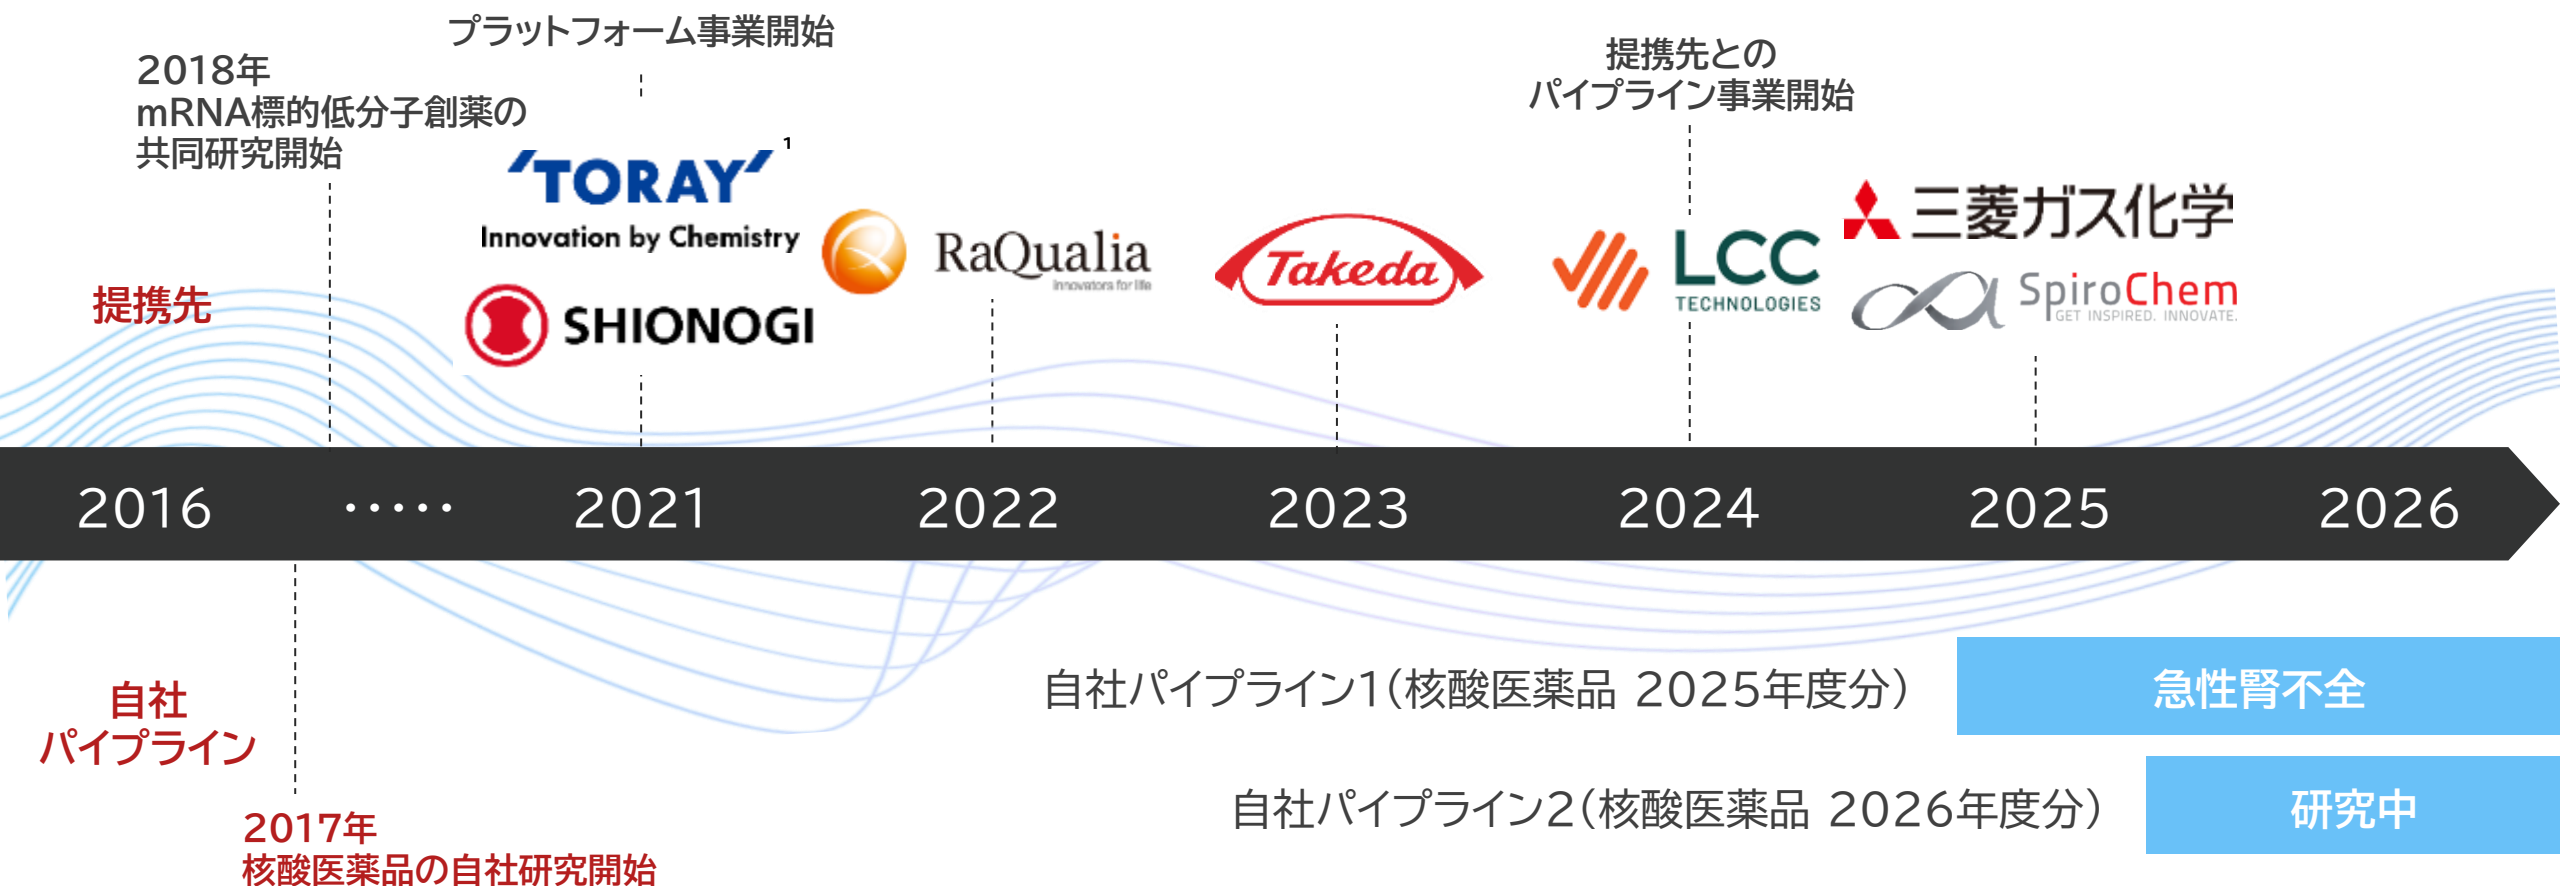 プラットフォーム事業開始
2018年
mRNA標的低分子創薬の
共同研究開始
提携先との
パイプライン事業開始
'TORAY' 1
Innovation by Chemistry
SHIONOGI
RaQualia
innovators for life
Takeda
LCC
TECHNOLOGIES
三菱ガス化学
SpiroChem
GET INSPIRED. INNOVATE.
提携先
2016 ・・・・・ 2021 2022 2023 2024 2025 2026
自社
パイプライン
2017年
核酸医薬品の自社研究開始
自社パイプライン1(核酸医薬品 2025年度分) 急性腎不全
自社パイプライン2(核酸医薬品 2026年度分) 研究中